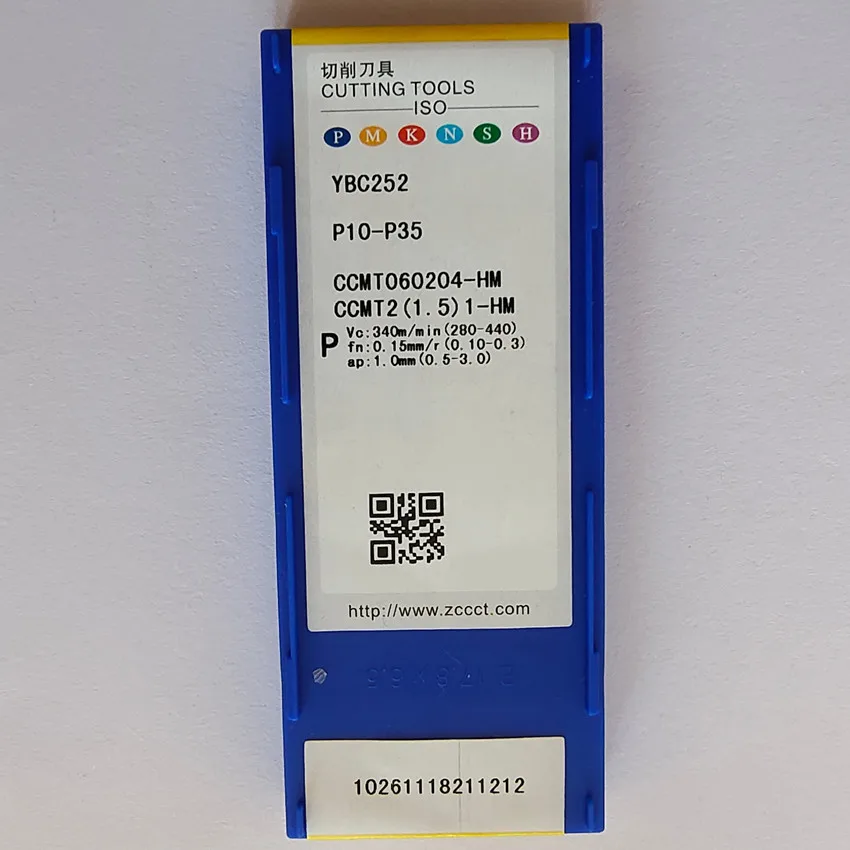 切削刀具
CUTTING TOOLS
ISO
P M K N S H
YBC252
P10-P35
CCMT060204-HM
CCMT2(1.5)1-HM
P
Vc:340m/min(280-440)
fn:0.15mm/r(0.10-0.3)
ap:1.0mm(0.5-3.0)
http://www.zccct.com
10261118211212